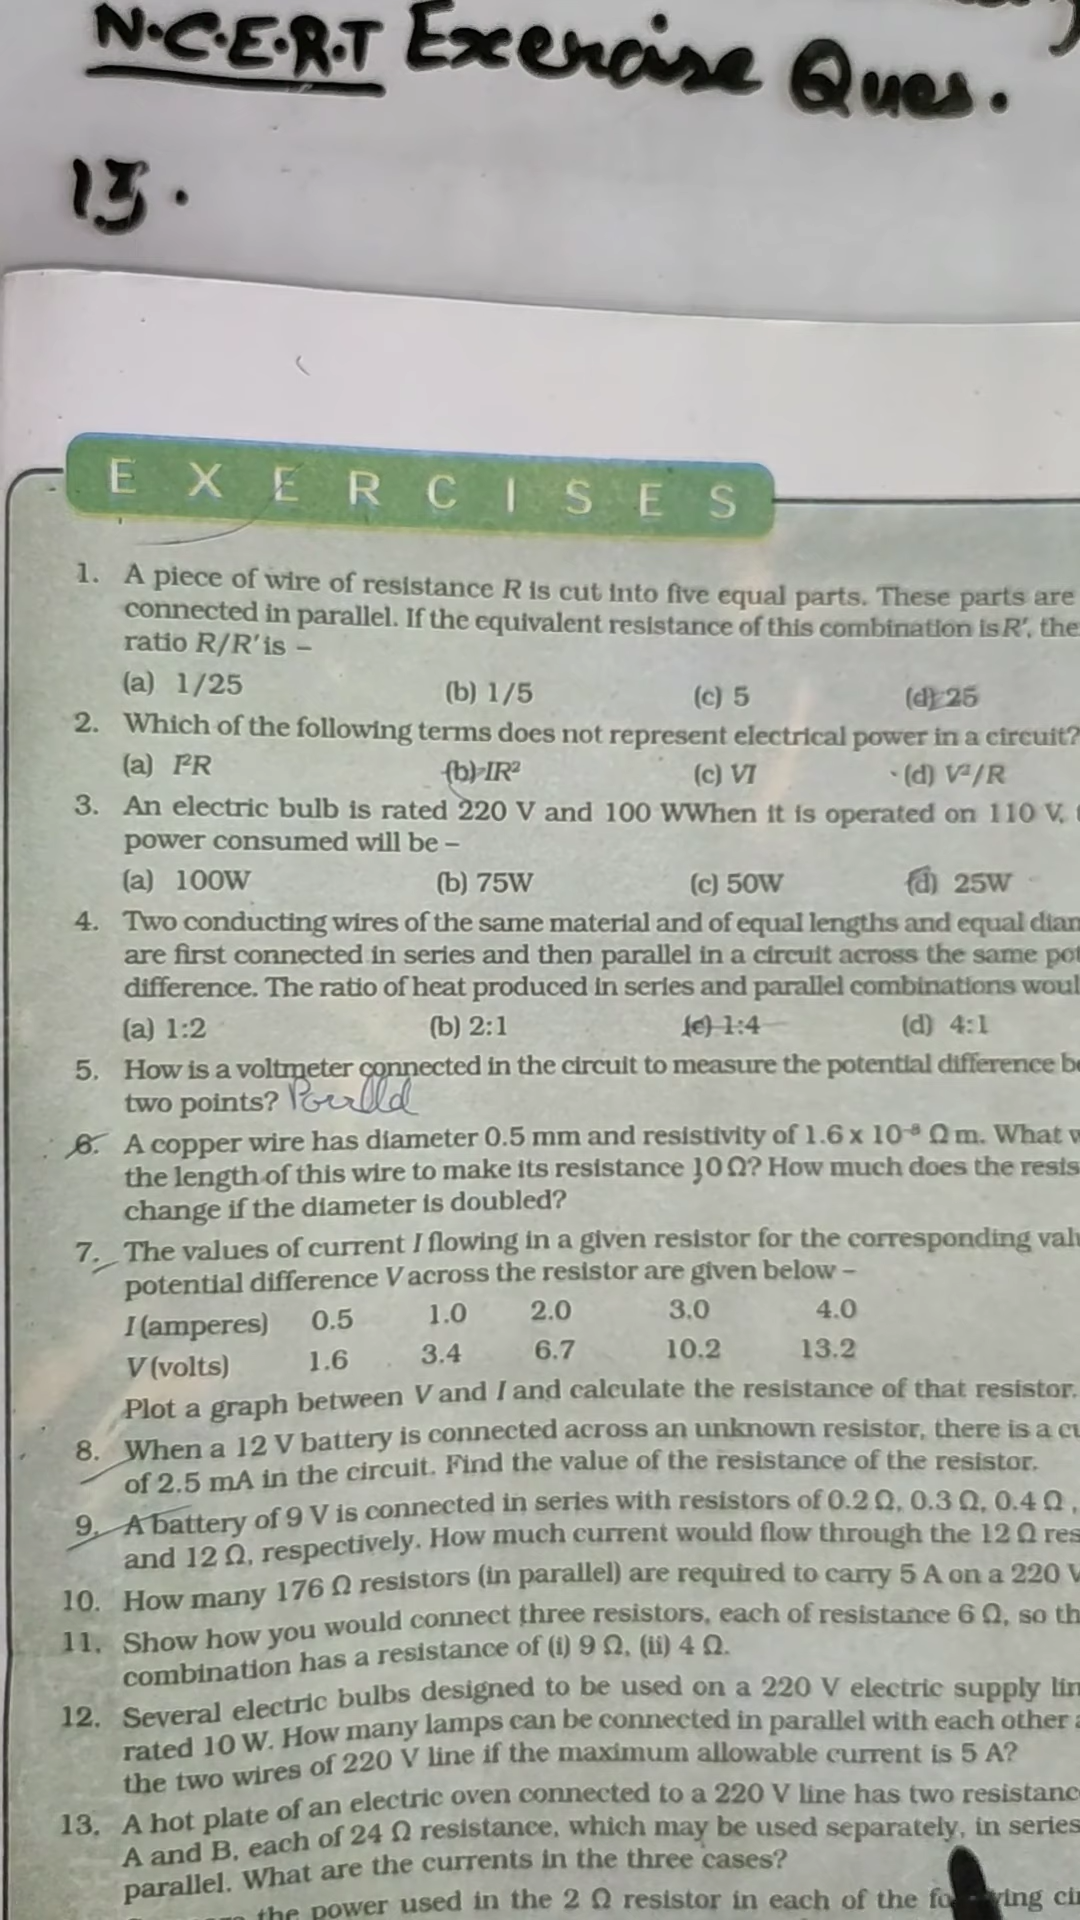 N.C.E.R.T Exercise Ques.
13.
EXERCISES
1. A piece of wire of resistance R is cut into five equal parts. These parts are
connected in parallel. If the equivalent resistance of this combination is R′, the
ratio R/R′ is –
(a) 1/25 (b) 1/5 (c) 5 (d) 25
2. Which of the following terms does not represent electrical power in a circuit?
(a) I²R (b) IR² (c) VI (d) V²/R
3. An electric bulb is rated 220 V and 100 WWhen it is operated on 110 V,
power consumed will be –
(a) 100W (b) 75W (c) 50W (d) 25W
4. Two conducting wires of the same material and of equal lengths and equal diam
are first connected in series and then parallel in a circuit across the same pot
difference. The ratio of heat produced in series and parallel combinations woul
(a) 1:2 (b) 2:1 (c) 1:4 (d) 4:1
5. How is a voltmeter connected in the circuit to measure the potential difference be
two points?
6. A copper wire has diameter 0.5 mm and resistivity of 1.6 x 10⁻⁸ Ω m. What w
the length of this wire to make its resistance 10 Ω? How much does the resis
change if the diameter is doubled?
7. The values of current I flowing in a given resistor for the corresponding valu
potential difference V across the resistor are given below –
I (amperes) 0.5 1.0 2.0 3.0 4.0
V (volts) 1.6 3.4 6.7 10.2 13.2
Plot a graph between V and I and calculate the resistance of that resistor.
8. When a 12 V battery is connected across an unknown resistor, there is a cu
of 2.5 mA in the circuit. Find the value of the resistance of the resistor.
9. A battery of 9 V is connected in series with resistors of 0.2 Ω, 0.3 Ω, 0.4 Ω ,
and 12 Ω, respectively. How much current would flow through the 12 Ω res
10. How many 176 Ω resistors (in parallel) are required to carry 5 A on a 220 V
11. Show how you would connect three resistors, each of resistance 6 Ω, so th
combination has a resistance of (i) 9 Ω, (ii) 4 Ω.
12. Several electric bulbs designed to be used on a 220 V electric supply lin
rated 10 W. How many lamps can be connected in parallel with each other a
the two wires of 220 V line if the maximum allowable current is 5 A?
13. A hot plate of an electric oven connected to a 220 V line has two resistanc
A and B, each of 24 Ω resistance, which may be used separately, in series
parallel. What are the currents in the three cases?
the power used in the 2 Ω resistor in each of the fo wing cir